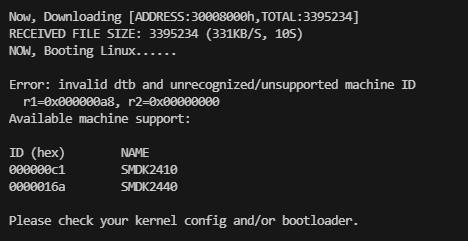 Now, Downloading [ADDRESS:30008000h,TOTAL:3395234]
RECEIVED FILE SIZE: 3395234 (331KB/S, 10S)
NOW, Booting Linux......
Error: invalid dtb and unrecognized/unsupported machine ID
r1=0x000000a8, r2=0x00000000
Available machine support:
ID (hex) NAME
000000c1 SMDK2410
0000016a SMDK2440
Please check your kernel config and/or bootloader.